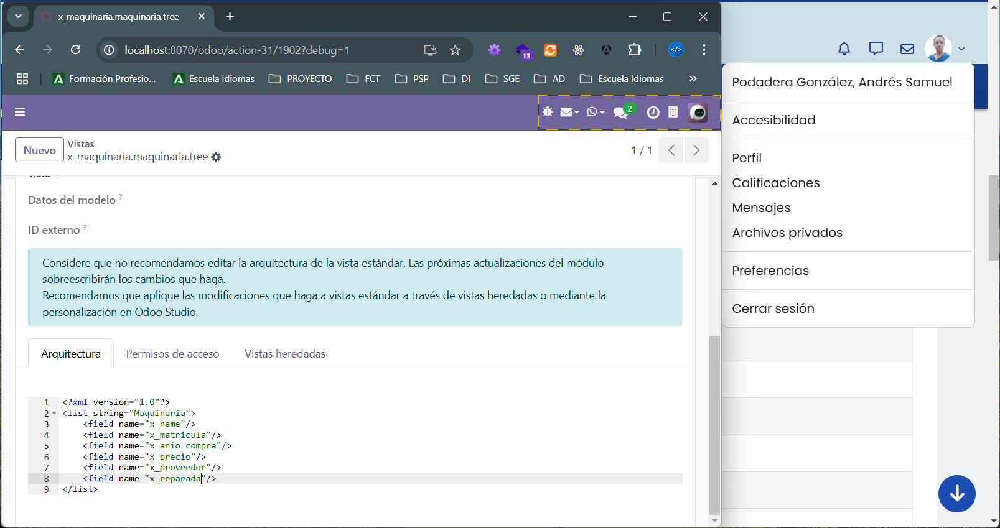 x_maquinaria.maquinaria.tree
localhost:8070/odoo/action-31/1902?debug=1
13
Formación Profesio...
Escuela Idiomas
PROYECTO
FCT
PSP
DI
SGE
AD
Escuela Idiomas
»
2
Nuevo
Vistas
x_maquinaria.maquinaria.tree
1 / 1
Datos del modelo ?
ID externo ?
Considere que no recomendamos editar la arquitectura de la vista estándar. Las próximas actualizaciones del módulo
sobreescribirán los cambios que haga.
Recomendamos que aplique las modificaciones que haga a vistas estándar a través de vistas heredadas o mediante la
personalización en Odoo Studio.
Arquitectura
Permisos de acceso
Vistas heredadas
1 <?xml version="1.0"?>
2 <list string="Maquinaria">
3 <field name="x_name"/>
4 <field name="x_matricula"/>
5 <field name="x_anio_compra"/>
6 <field name="x_precio"/>
7 <field name="x_proveedor"/>
8 <field name="x_reparada"/>
9 </list>
Podadera González, Andrés Samuel
Accesibilidad
Perfil
Calificaciones
Mensajes
Archivos privados
Preferencias
Cerrar sesión